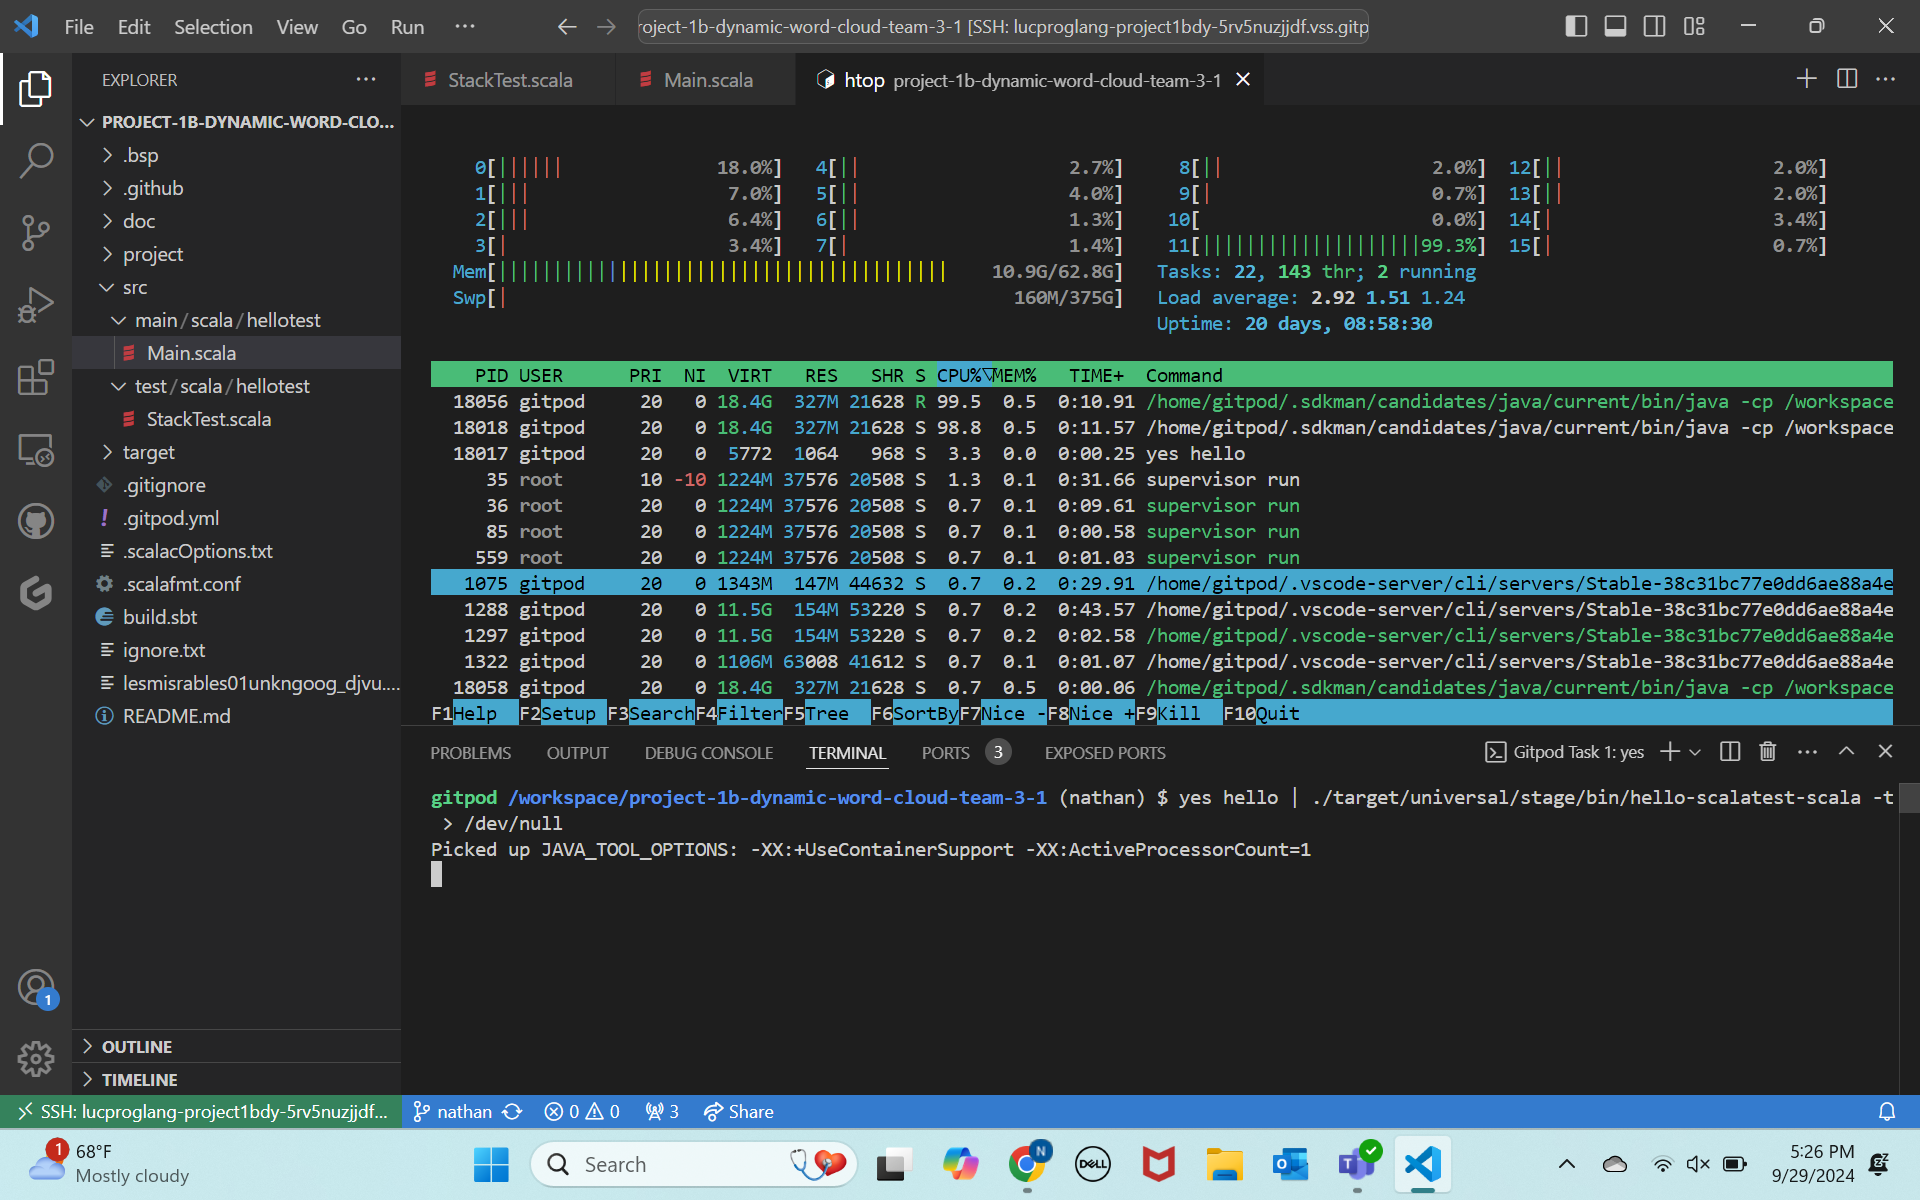 File Edit Selection View Go Run ··· roject-1b-dynamic-word-cloud-team-3-1 [SSH: lucproglang-project1bdy-5rv5nuzjjdf.vss.gitp
EXPLORER ···
PROJECT-1B-DYNAMIC-WORD-CLO...
.bsp
.github
doc
project
src
main/scala/hellotest
Main.scala
test/scala/hellotest
StackTest.scala
target
.gitignore
.gitpod.yml
.scalacOptions.txt
.scalafmt.conf
build.sbt
ignore.txt
lesmisrables01unkngoog_djvu....
README.md
OUTLINE
TIMELINE
StackTest.scala Main.scala htop project-1b-dynamic-word-cloud-team-3-1
0[||||||18.0%] 4[||2.7%] 8[||2.0%] 12[||2.0%]
1[|||7.0%] 5[||4.0%] 9[|0.7%] 13[||2.0%]
2[|||6.4%] 6[||1.3%] 10[0.0%] 14[|3.4%]
3[|3.4%] 7[|1.4%] 11[||||||||||||||||||||99.3%] 15[|0.7%]
Mem[|||||||||||||||||||||||||||||||||||||||||10.9G/62.8G] Tasks: 22, 143 thr; 2 running
Swp[|160M/375G] Load average: 2.92 1.51 1.24
Uptime: 20 days, 08:58:30
PID USER PRI NI VIRT RES SHR S CPU%▽MEM% TIME+ Command
18056 gitpod 20 0 18.4G 327M 21628 R 99.5 0.5 0:10.91 /home/gitpod/.sdkman/candidates/java/current/bin/java -cp /workspace
18018 gitpod 20 0 18.4G 327M 21628 S 98.8 0.5 0:11.57 /home/gitpod/.sdkman/candidates/java/current/bin/java -cp /workspace
18017 gitpod 20 0 5772 1064 968 S 3.3 0.0 0:00.25 yes hello
35 root 10 -10 1224M 37576 20508 S 1.3 0.1 0:31.66 supervisor run
36 root 20 0 1224M 37576 20508 S 0.7 0.1 0:09.61 supervisor run
85 root 20 0 1224M 37576 20508 S 0.7 0.1 0:00.58 supervisor run
559 root 20 0 1224M 37576 20508 S 0.7 0.1 0:01.03 supervisor run
1075 gitpod 20 0 1343M 147M 44632 S 0.7 0.2 0:29.91 /home/gitpod/.vscode-server/cli/servers/Stable-38c31bc77e0dd6ae88a4e
1288 gitpod 20 0 11.5G 154M 53220 S 0.7 0.2 0:43.57 /home/gitpod/.vscode-server/cli/servers/Stable-38c31bc77e0dd6ae88a4e
1297 gitpod 20 0 11.5G 154M 53220 S 0.7 0.2 0:02.58 /home/gitpod/.vscode-server/cli/servers/Stable-38c31bc77e0dd6ae88a4e
1322 gitpod 20 0 1106M 63008 41612 S 0.7 0.1 0:01.07 /home/gitpod/.vscode-server/cli/servers/Stable-38c31bc77e0dd6ae88a4e
18058 gitpod 20 0 18.4G 327M 21628 S 0.7 0.5 0:00.06 /home/gitpod/.sdkman/candidates/java/current/bin/java -cp /workspace
F1Help F2Setup F3SearchF4FilterF5Tree F6SortByF7Nice -F8Nice +F9Kill F10Quit
PROBLEMS OUTPUT DEBUG CONSOLE TERMINAL PORTS 3 EXPOSED PORTS Gitpod Task 1: yes
gitpod /workspace/project-1b-dynamic-word-cloud-team-3-1 (nathan) $ yes hello | ./target/universal/stage/bin/hello-scalatest-scala -t
> /dev/null
Picked up JAVA_TOOL_OPTIONS: -XX:+UseContainerSupport -XX:ActiveProcessorCount=1
1
SSH: lucproglang-project1bdy-5rv5nuzjjdf... nathan 0 0 3 Share
1 68°F
Mostly cloudy
Search
N
DELL
5:26 PM
9/29/2024